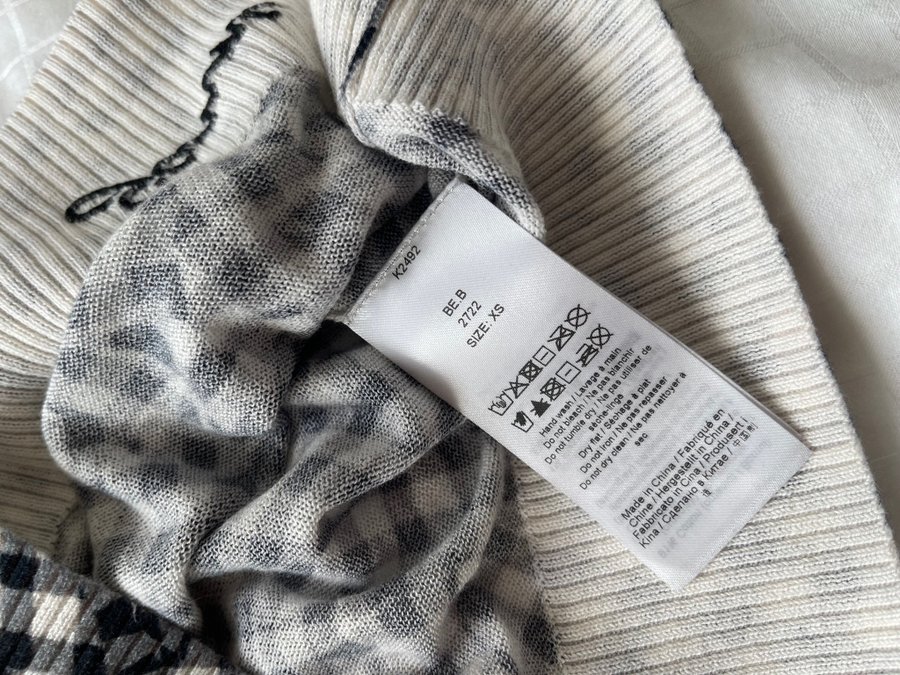 K2492
BE.B
2722
SIZE: XS
Hand wash / Lavage à main
Do not bleach / Ne pas blanchir
Do not tumble dry / Ne pas utiliser de
sèche-linge
Dry flat / Séchage à plat
Do not iron / Ne pas repasser
Do not dry clean / Ne pas nettoyer à
sec
Made in China / Fabriqué en
Chine / Hergestellt in China /
Fabbricato in Cina / Produsert i
Kina / Сделано в Китае / 中国制
造